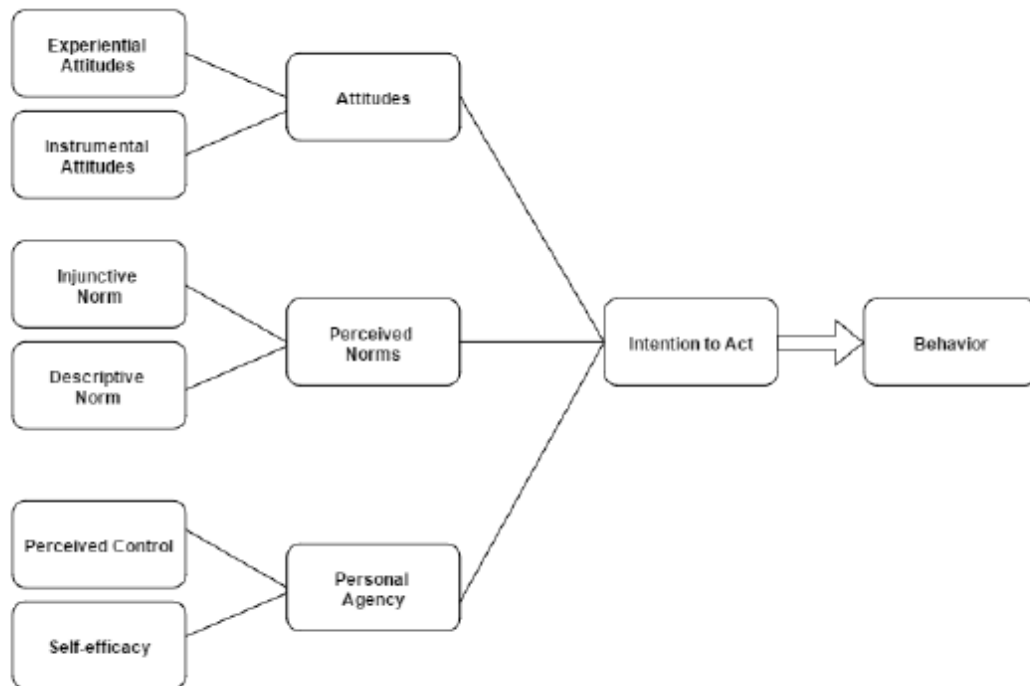 Experiential
Attitudes
Instrumental
Attitudes
Attitudes
Injunctive
Norm
Descriptive
Norm
Perceived
Norms
Perceived Control
Self-efficacy
Personal
Agency
Intention to Act
Behavior